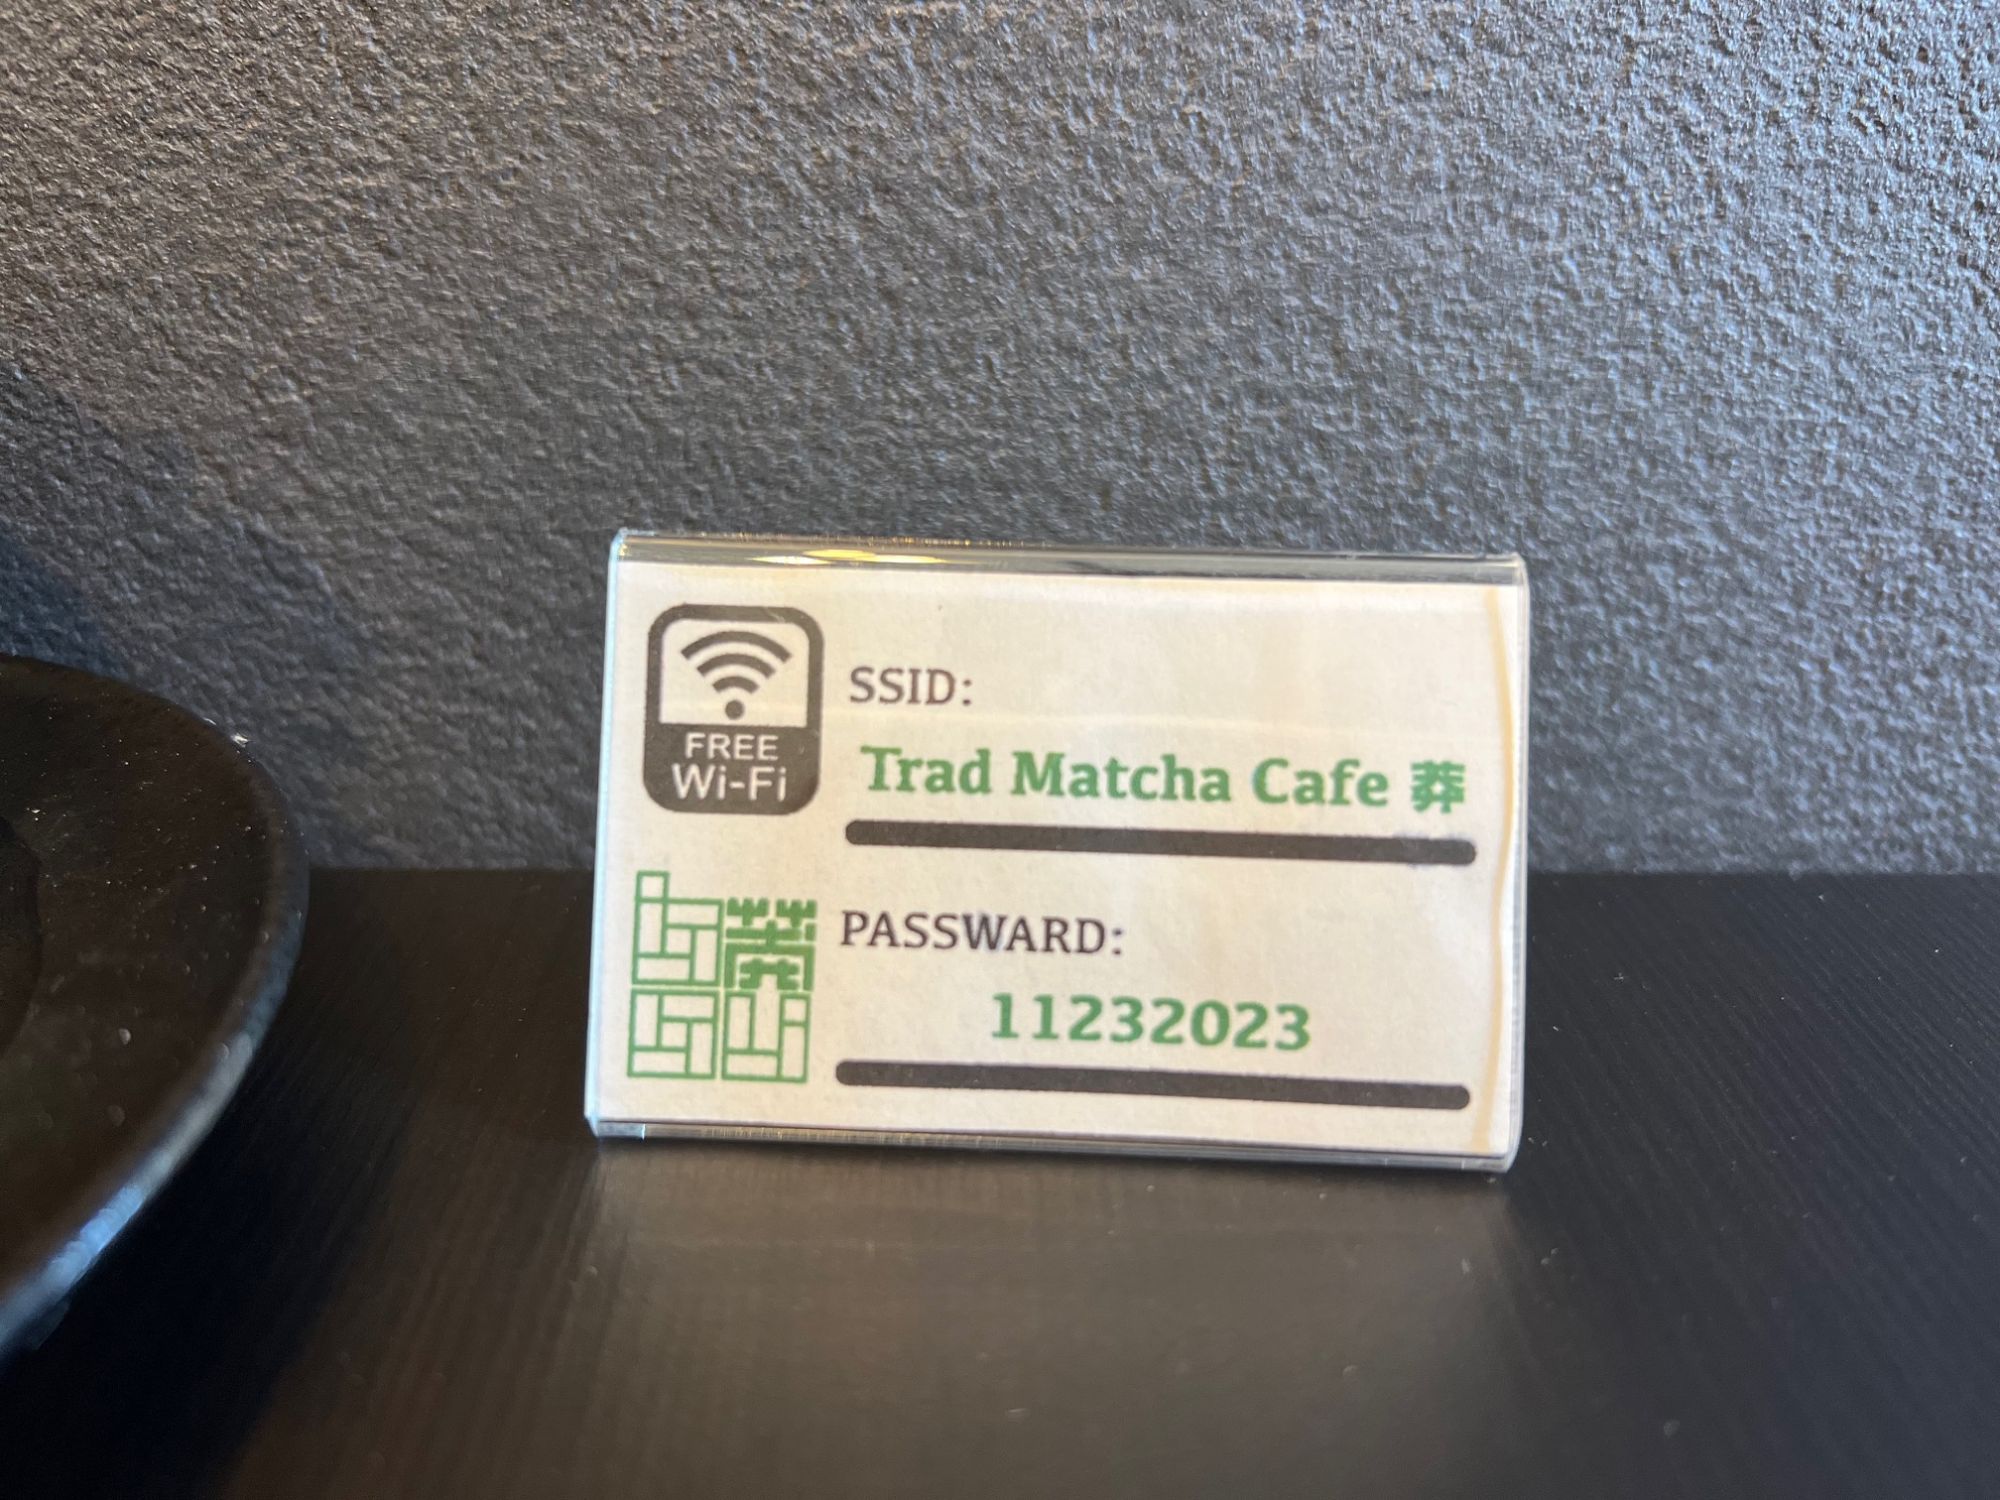 FREE
Wi-Fi
SSID:
Trad Matcha Cafe 莽
PASSWARD:
11232023